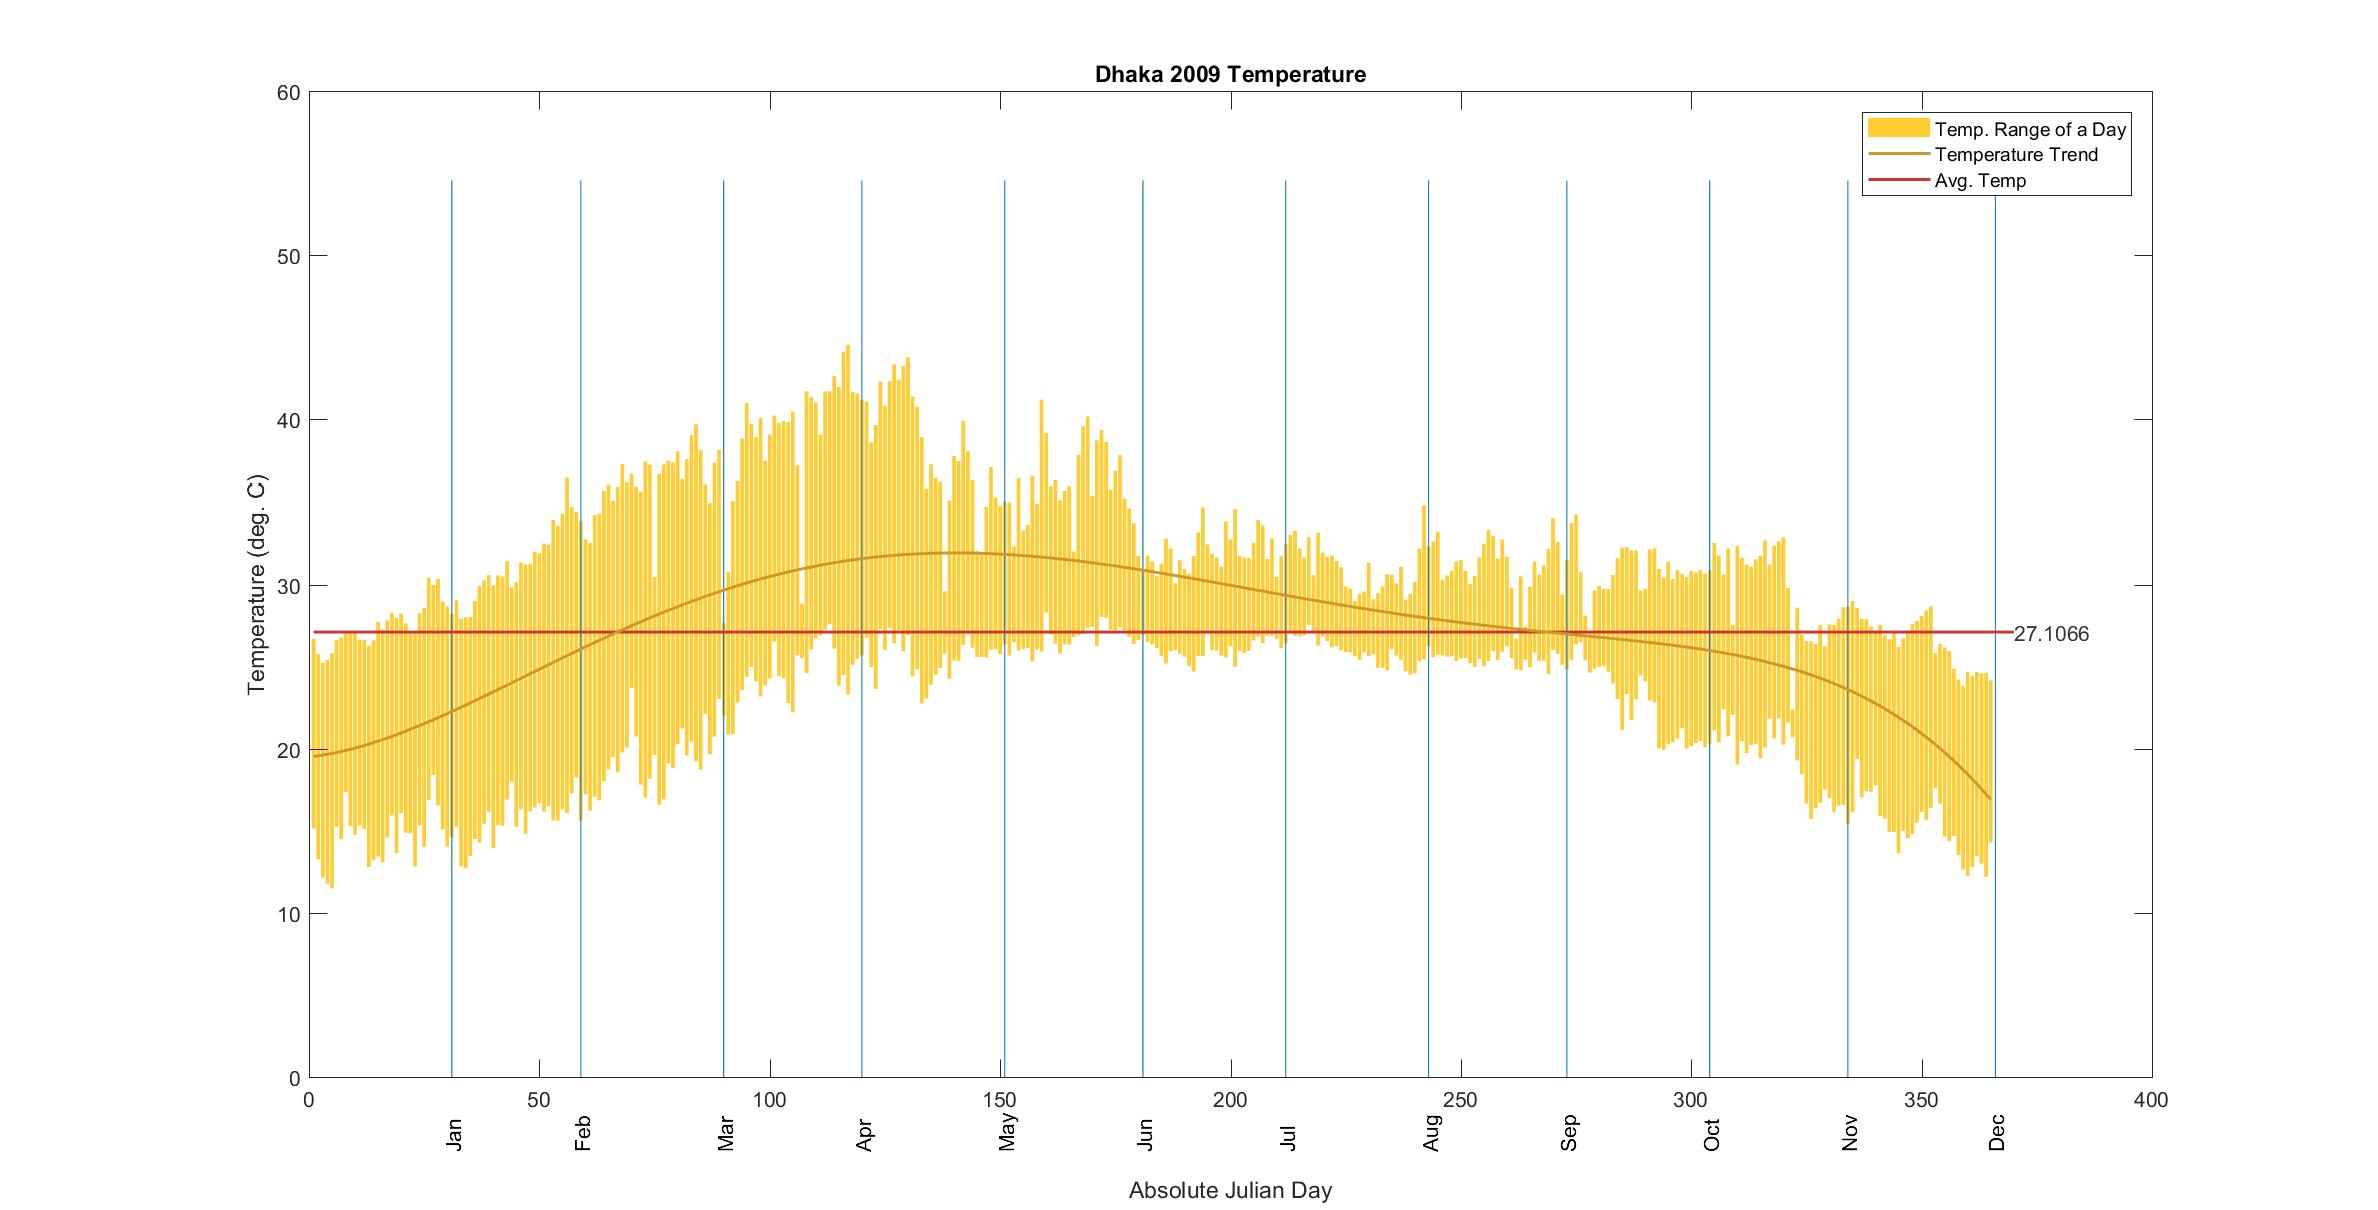 Dhaka 2009 Temperature
Temp. Range of a Day
Temperature Trend
Avg. Temp
60
50
40
30
20
10
0
Temperature (deg. C)
27.1066
0 50 100 150 200 250 300 350 400
Jan Feb Mar Apr May Jun Jul Aug Sep Oct Nov Dec
Absolute Julian Day